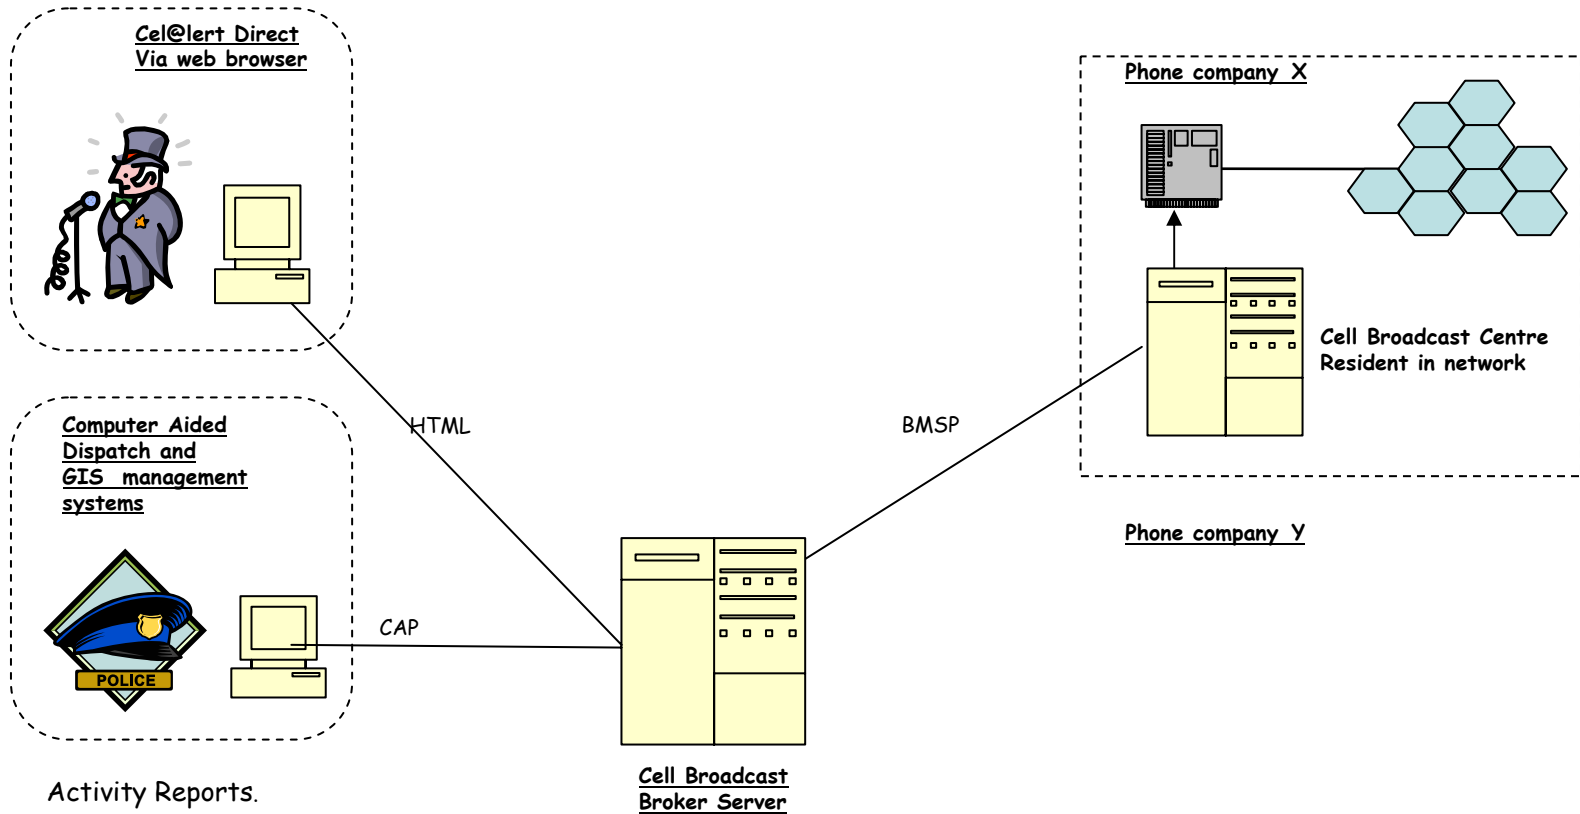 Cel@lert Direct
Via web browser
Phone company X
Cell Broadcast Centre
Resident in network
Computer Aided
Dispatch and
GIS management
systems
HTML
BMSP
Phone company Y
CAP
POLICE
Cell Broadcast
Broker Server
Activity Reports.